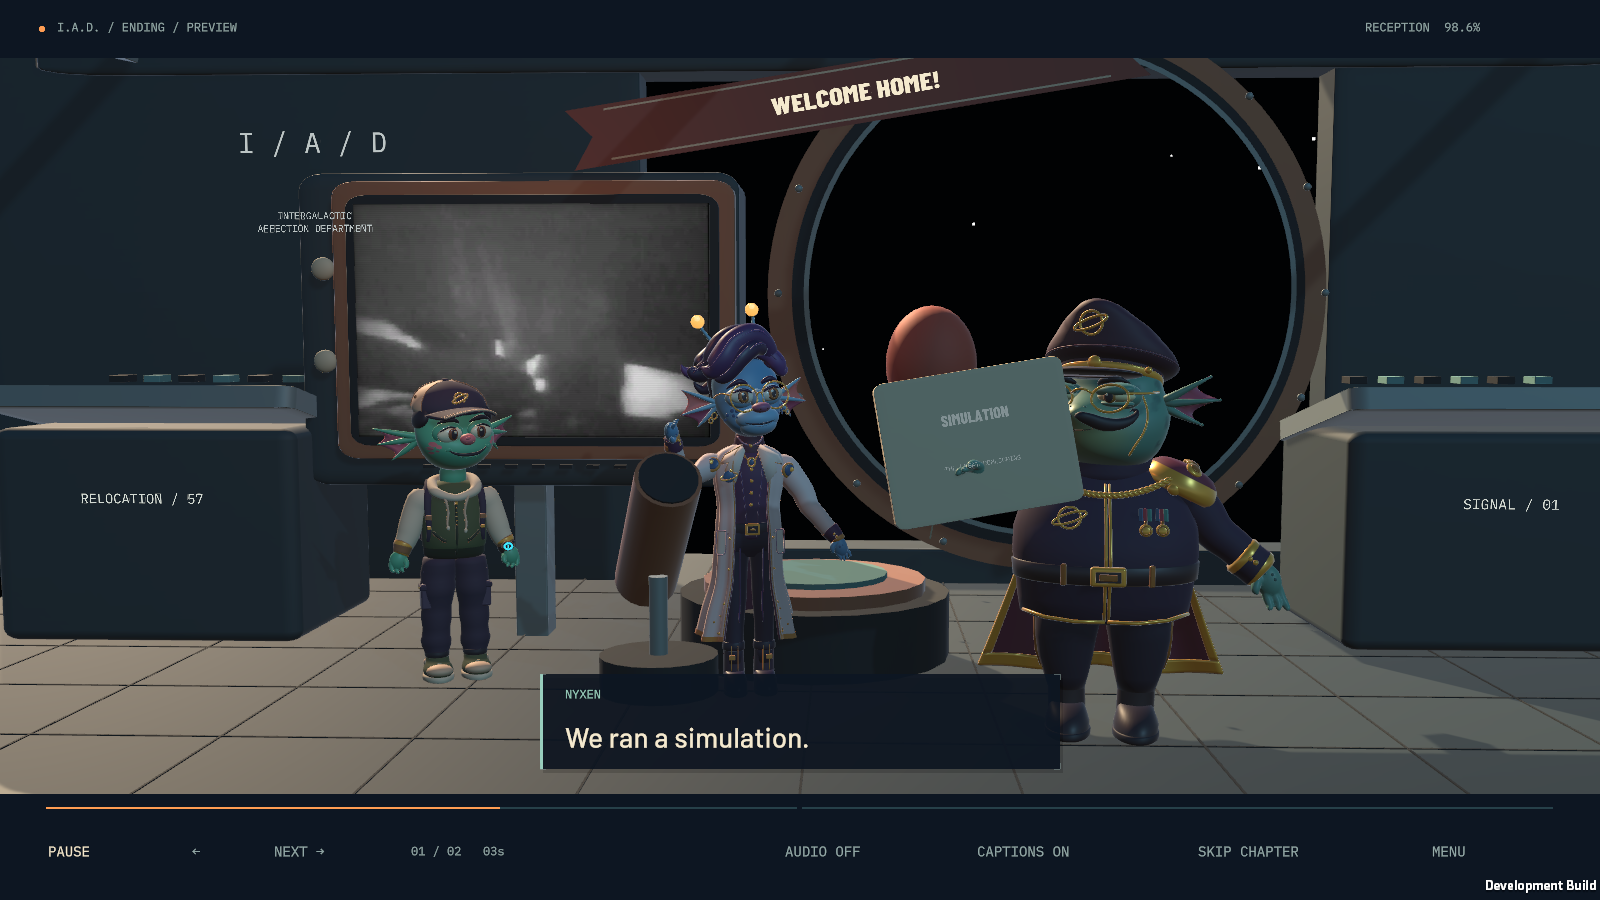 I.A.D. / ENDING / PREVIEW
RECEPTION 98.6%
WELCOME HOME!
I / A / D
INTERGALACTIC
AFFECTION DEPARTMENT
SIMULATION
RELOCATION / 57
SIGNAL / 01
NYXEN
We ran a simulation.
PAUSE
←
NEXT →
01 / 02 03s
AUDIO OFF
CAPTIONS ON
SKIP CHAPTER
MENU
Development Build